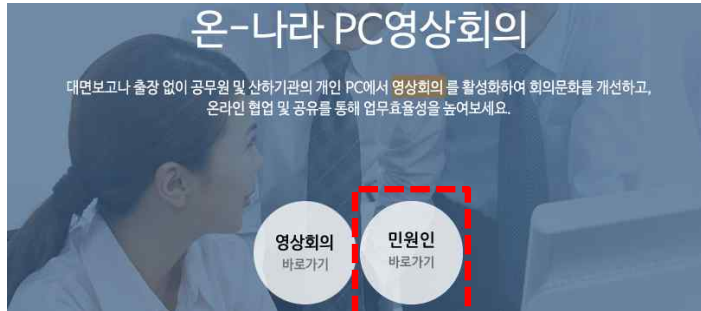 온-나라 PC영상회의
대면보고나 출장 없이 공무원 및 산하기관의 개인 PC에서 영상회의 를 활성화하여 회의문화를 개선하고,
온라인 협업 및 공유를 통해 업무효율성을 높여보세요.
영상회의
바로가기
민원인
바로가기